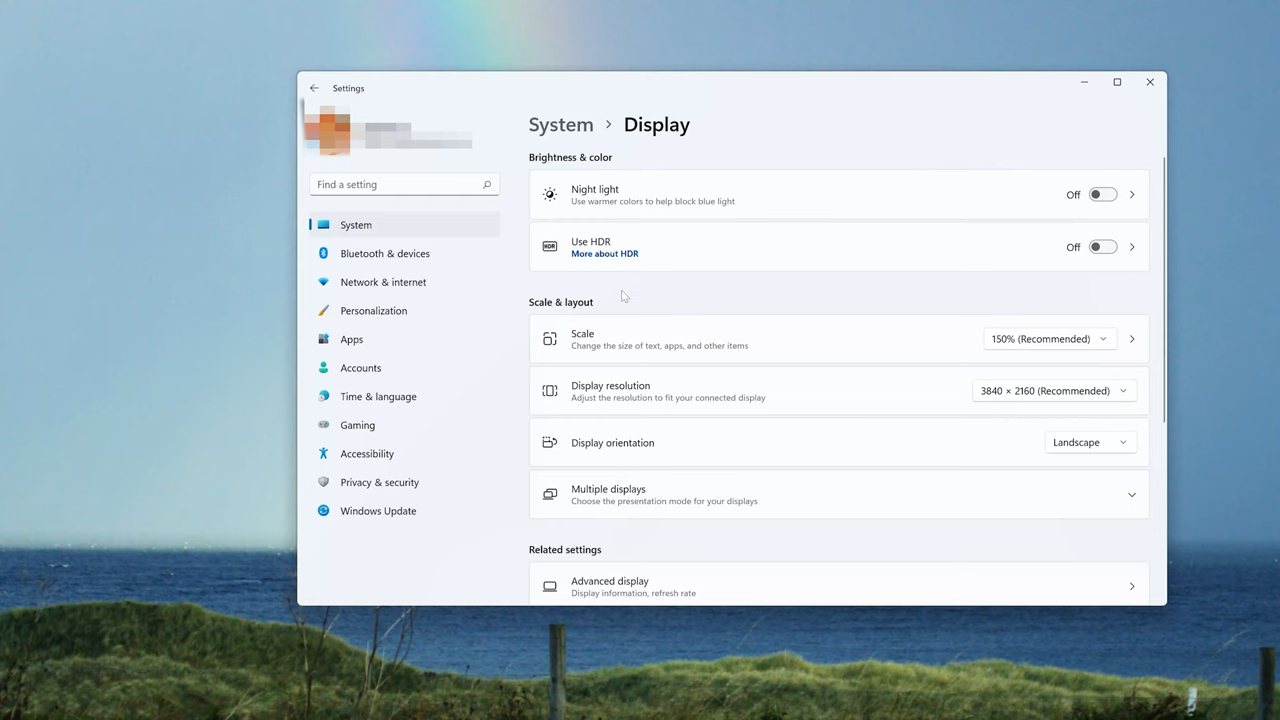 Settings
Find a setting
System
Bluetooth & devices
Network & internet
Personalization
Apps
Accounts
Time & language
Gaming
Accessibility
Privacy & security
Windows Update
System > Display
Brightness & color
Night light
Use warmer colors to help block blue light
Off
Use HDR
More about HDR
Off
Scale & layout
Scale
Change the size of text, apps, and other items
150% (Recommended)
Display resolution
Adjust the resolution to fit your connected display
3840 × 2160 (Recommended)
Display orientation
Landscape
Multiple displays
Choose the presentation mode for your displays
Related settings
Advanced display
Display information, refresh rate